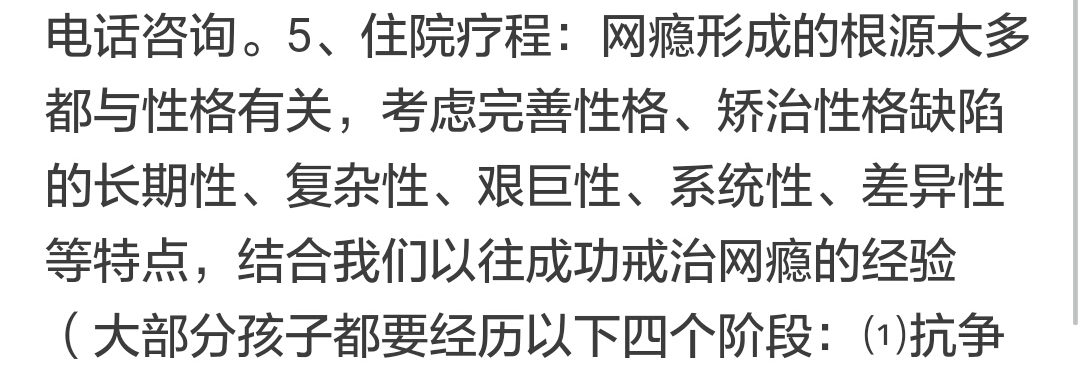 电话咨询。5、住院疗程：网瘾形成的根源大多
都与性格有关，考虑完善性格、矫治性格缺陷
的长期性、复杂性、艰巨性、系统性、差异性
等特点，结合我们以往成功戒治网瘾的经验
（大部分孩子都要经历以下四个阶段：⑴抗争